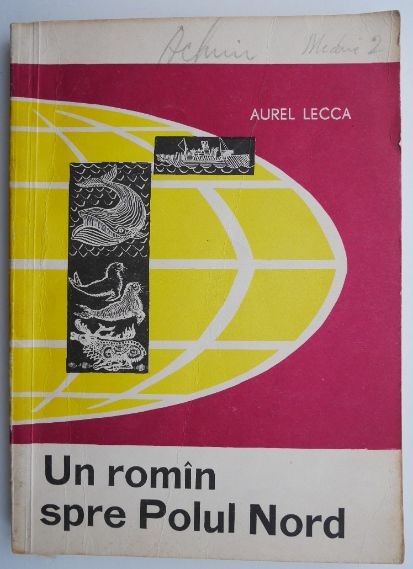 AUREL LECCA
Un romîn
spre Polul Nord